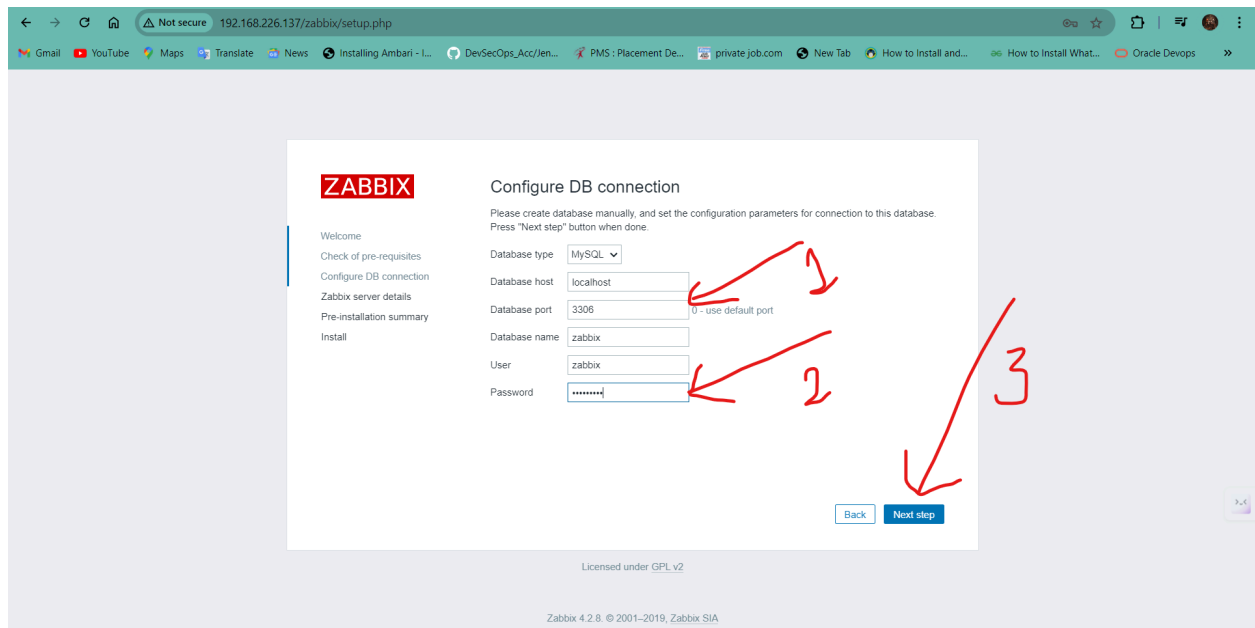 Not secure 192.168.226.137/zabbix/setup.php
Gmail YouTube Maps Translate News Installing Ambari - I... DevSecOps_Acc/Jen... PMS : Placement De... private job.com New Tab How to Install and... How to Install What... Oracle Devops »
ZABBIX
Welcome
Check of pre-requisites
Configure DB connection
Zabbix server details
Pre-installation summary
Install
Configure DB connection
Please create database manually, and set the configuration parameters for connection to this database.
Press "Next step" button when done.
Database type MySQL
Database host localhost
Database port 3306 0 - use default port
Database name zabbix
User zabbix
Password •••••••••
1
2
3
Back Next step
Licensed under GPL v2
Zabbix 4.2.8. © 2001–2019, Zabbix SIA